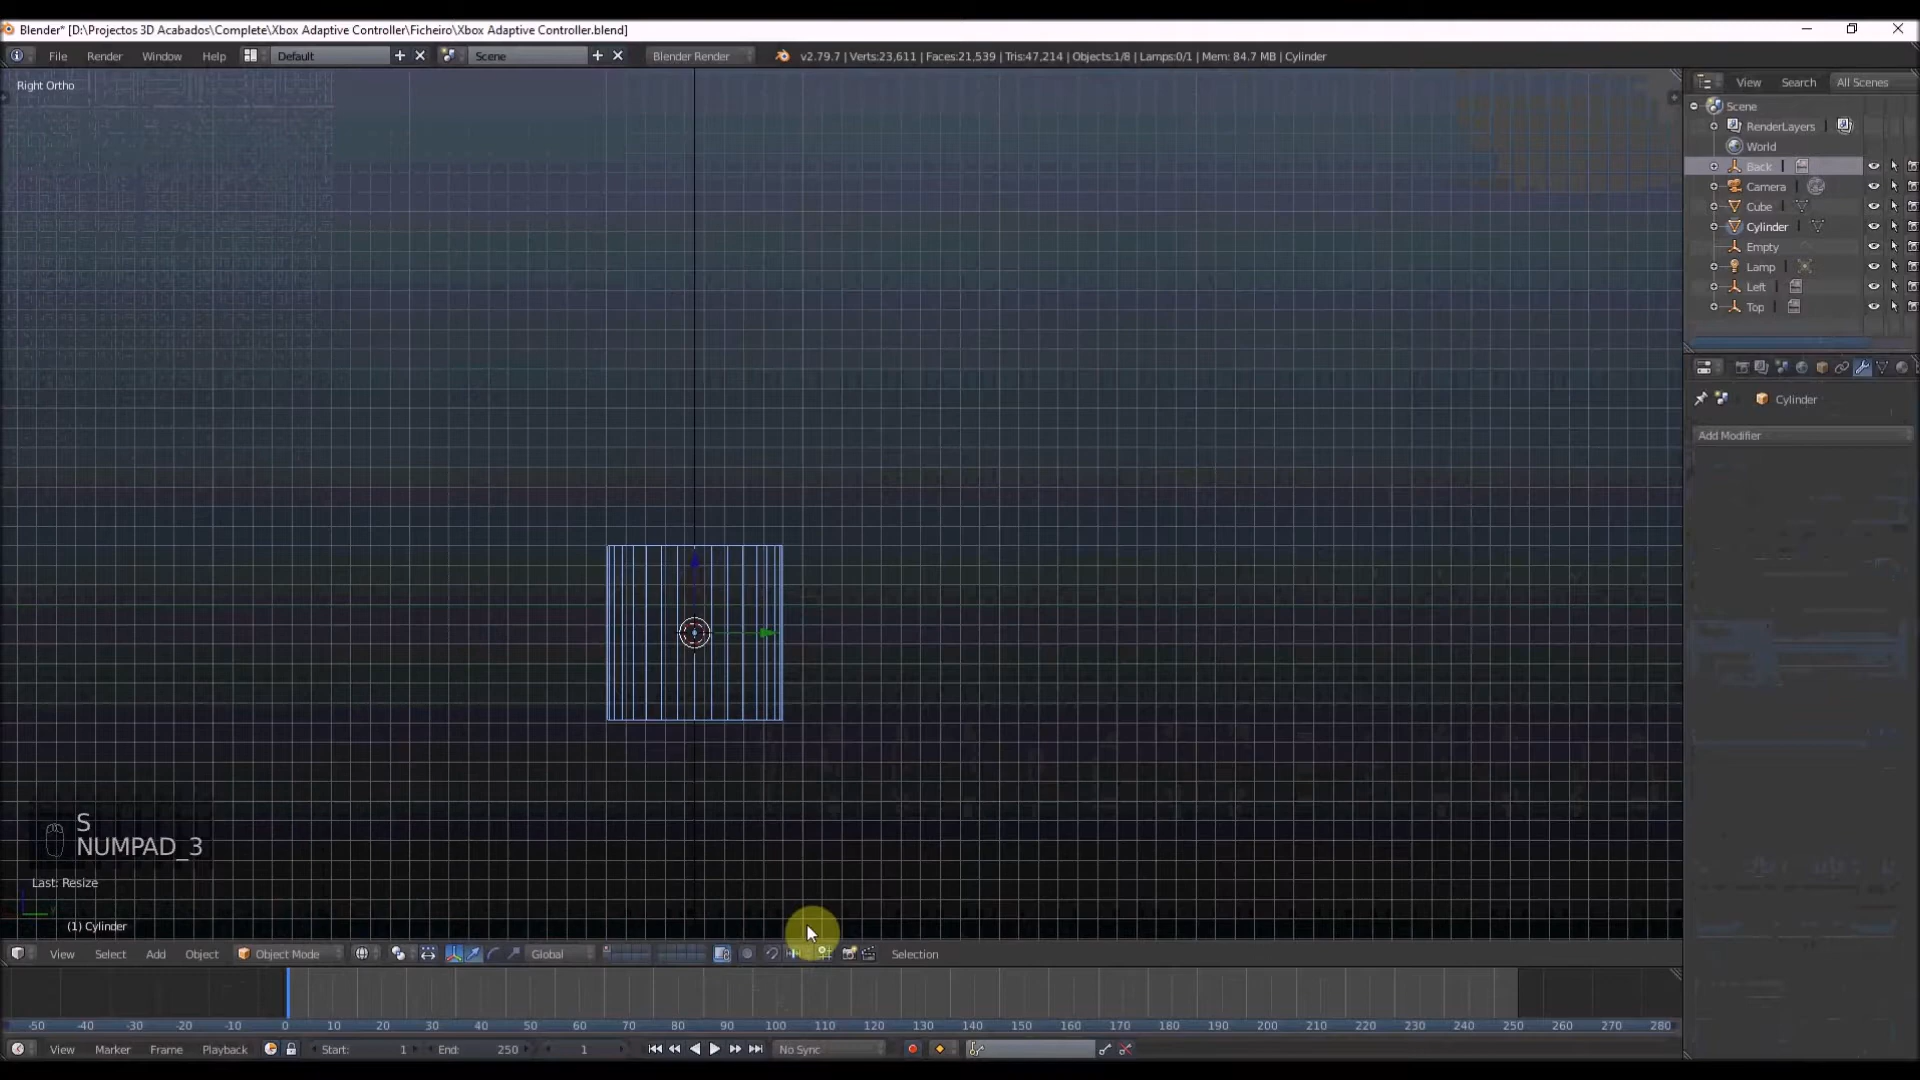 Blender* [D:\Projectos 3D Acabados\Complete\Xbox Adaptive Controller\Ficheiro\Xbox Adaptive Controller.blend]
File Render Window Help Default Scene Blender Render v2.79.7 | Verts:23,611 | Faces:21,539 | Tris:47,214 | Objects:1/8 | Lamps:0/1 | Mem: 84.7 MB | Cylinder
Right Ortho
View Search All Scenes
Scene
RenderLayers
World
Back
Camera
Cube
Cylinder
Empty
Lamp
Left
Top
Cylinder
Add Modifier
S
NUMPAD_3
Last: Resize
(1) Cylinder
View Select Add Object Object Mode Global Selection
-50 -40 -30 -20 -10 0 10 20 30 40 50 60 70 80 90 100 110 120 130 140 150 160 170 180 190 200 210 220 230 240 250 260 270 280
View Marker Frame Playback Start: 1 End: 250 1 No Sync